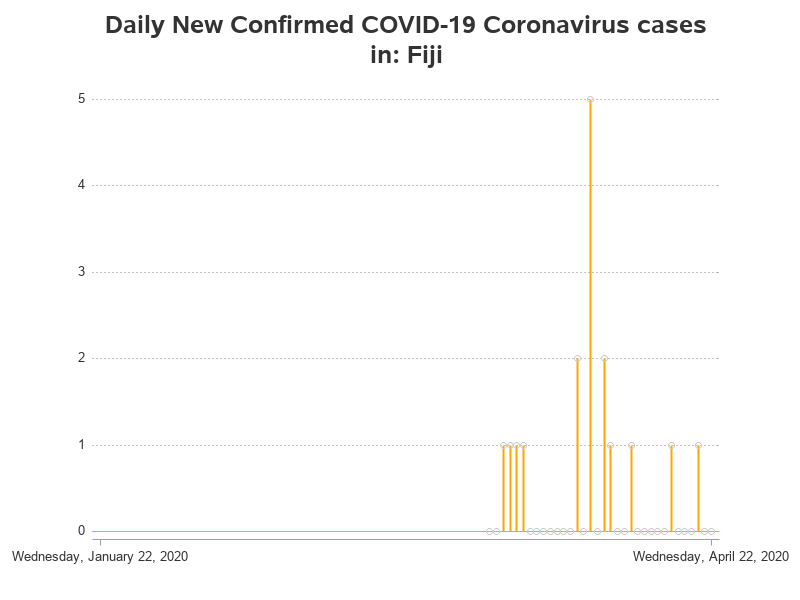 Daily New Confirmed COVID-19 Coronavirus cases
in: Fiji
5
4
3
2
1
0
Wednesday, January 22, 2020 Wednesday, April 22, 2020